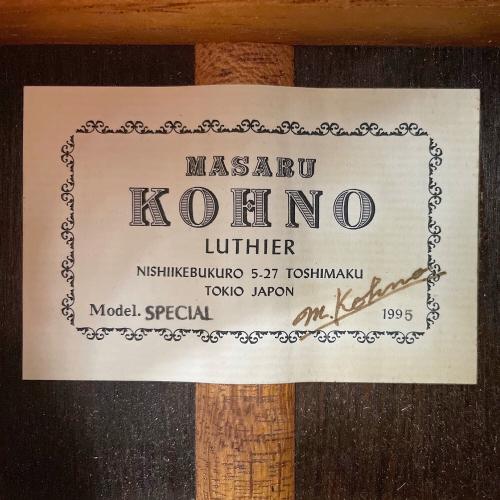 MASARU
KOHNO
LUTHIER
NISHIIKEBUKURO 5-27 TOSHIMAKU
TOKIO JAPON
Model. SPECIAL M. Kohno 1995